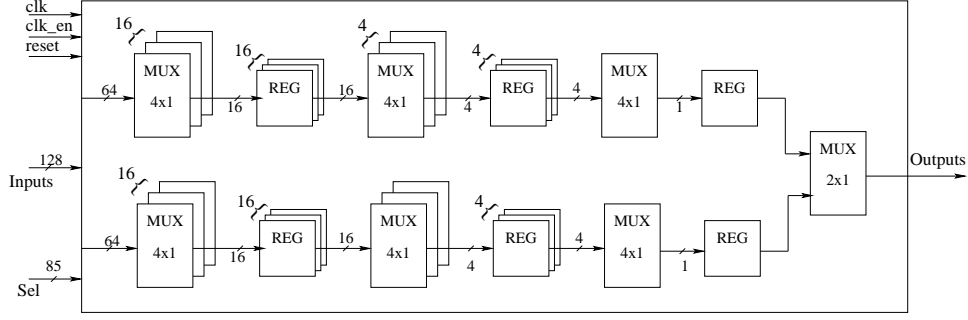 clk
clk_en
reset
16
16
4
4
MUX
4x1
REG
MUX
4x1
REG
MUX
4x1
REG
64
16
16
4
4
1
128
Inputs
MUX
2x1
Outputs
16
16
4
MUX
4x1
REG
MUX
4x1
REG
MUX
4x1
REG
64
16
16
4
4
1
85
Sel